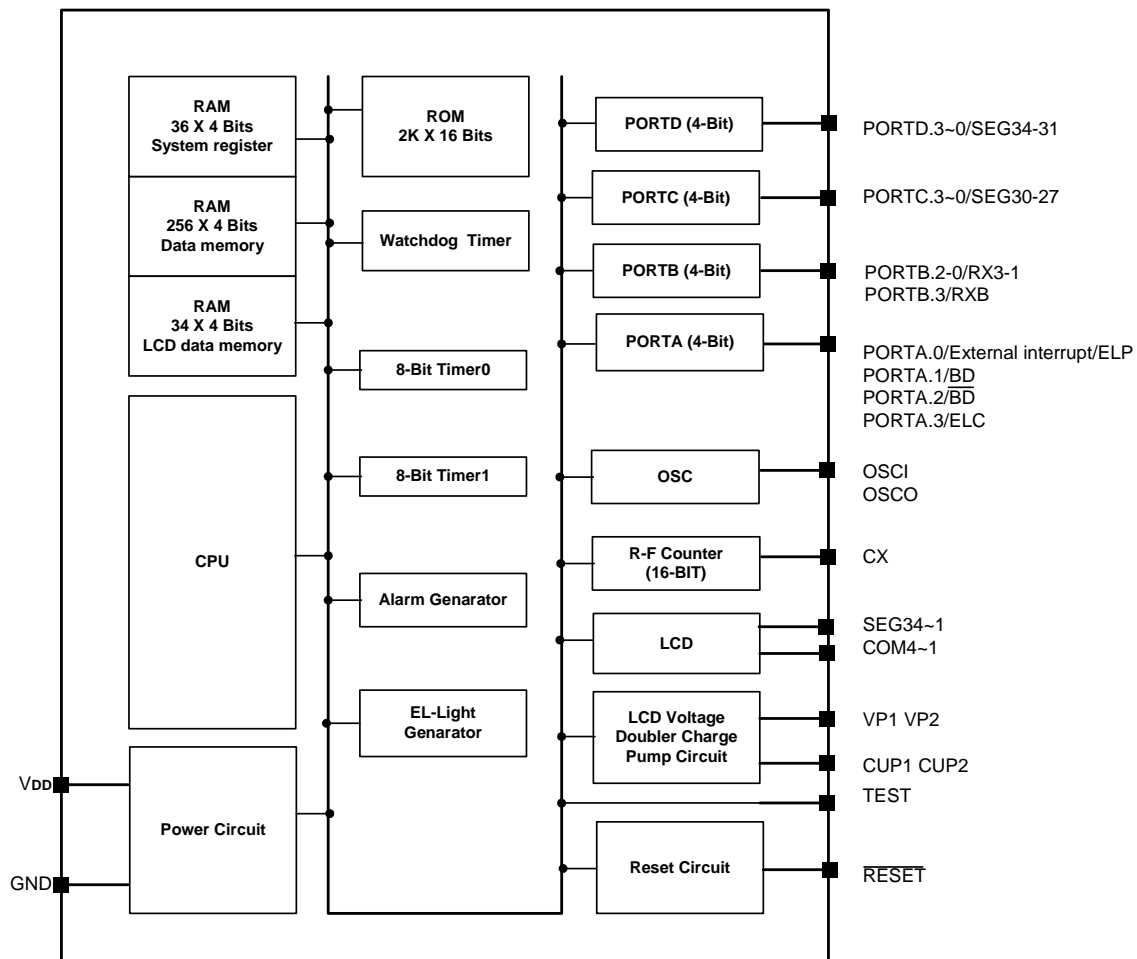 RAM
36 X 4 Bits
System register
RAM
256 X 4 Bits
Data memory
RAM
34 X 4 Bits
LCD data memory
CPU
Power Circuit
VDD
GND
ROM
2K X 16 Bits
Watchdog Timer
8-Bit Timer0
8-Bit Timer1
Alarm Genarator
EL-Light
Genarator
PORTD (4-Bit)
PORTC (4-Bit)
PORTB (4-Bit)
PORTA (4-Bit)
OSC
R-F Counter
(16-BIT)
LCD
LCD Voltage
Doubler Charge
Pump Circuit
Reset Circuit
PORTD.3~0/SEG34-31
PORTC.3~0/SEG30-27
PORTB.2-0/RX3-1
PORTB.3/RXB
PORTA.0/External interrupt/ELP
PORTA.1/BD
PORTA.2/B̅D̅
PORTA.3/ELC
OSCI
OSCO
CX
SEG34~1
COM4~1
VP1 VP2
CUP1 CUP2
TEST
R̅E̅S̅E̅T̅